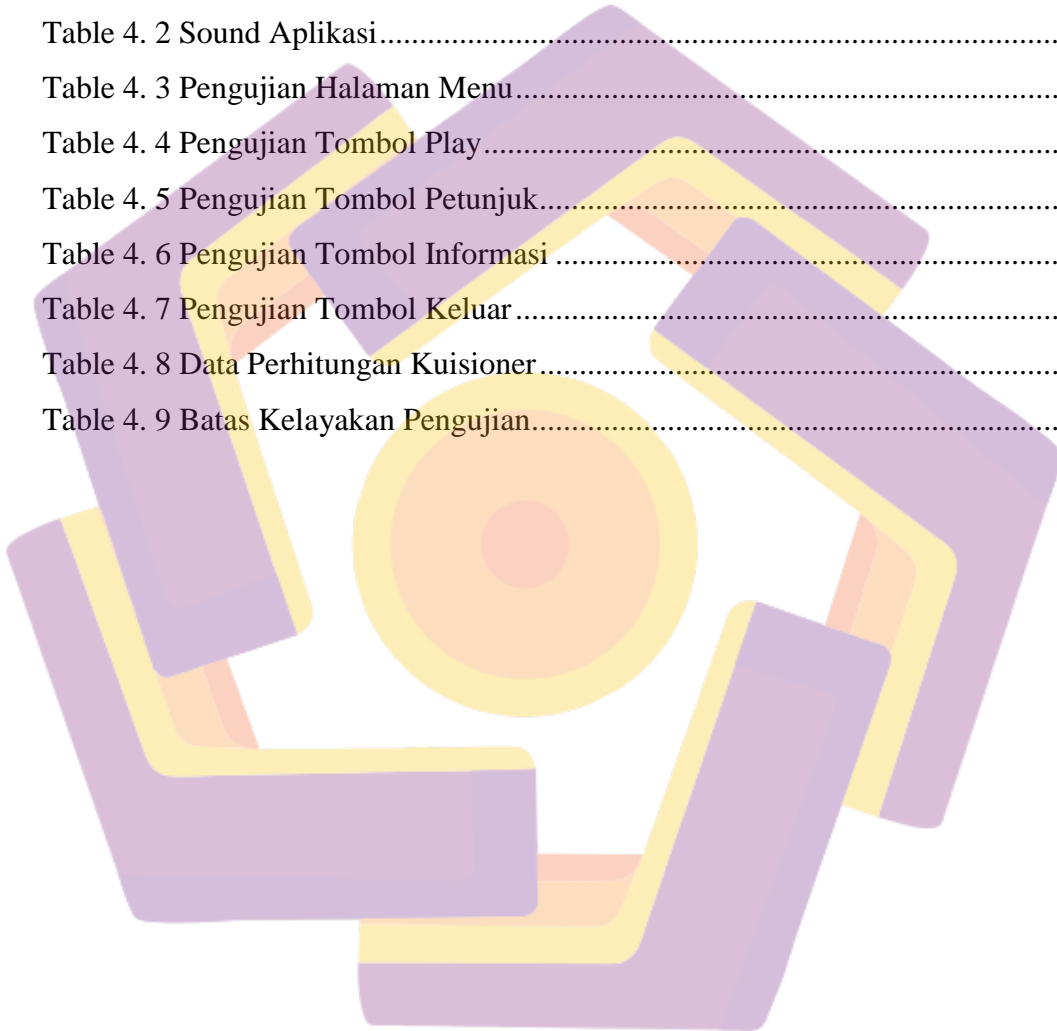 Table 4. 2 Sound Aplikasi........................................................................................
Table 4. 3 Pengujian Halaman Menu.......................................................................
Table 4. 4 Pengujian Tombol Play...........................................................................
Table 4. 5 Pengujian Tombol Petunjuk....................................................................
Table 4. 6 Pengujian Tombol Informasi ..................................................................
Table 4. 7 Pengujian Tombol Keluar .......................................................................
Table 4. 8 Data Perhitungan Kuisioner ....................................................................
Table 4. 9 Batas Kelayakan Pengujian.....................................................................